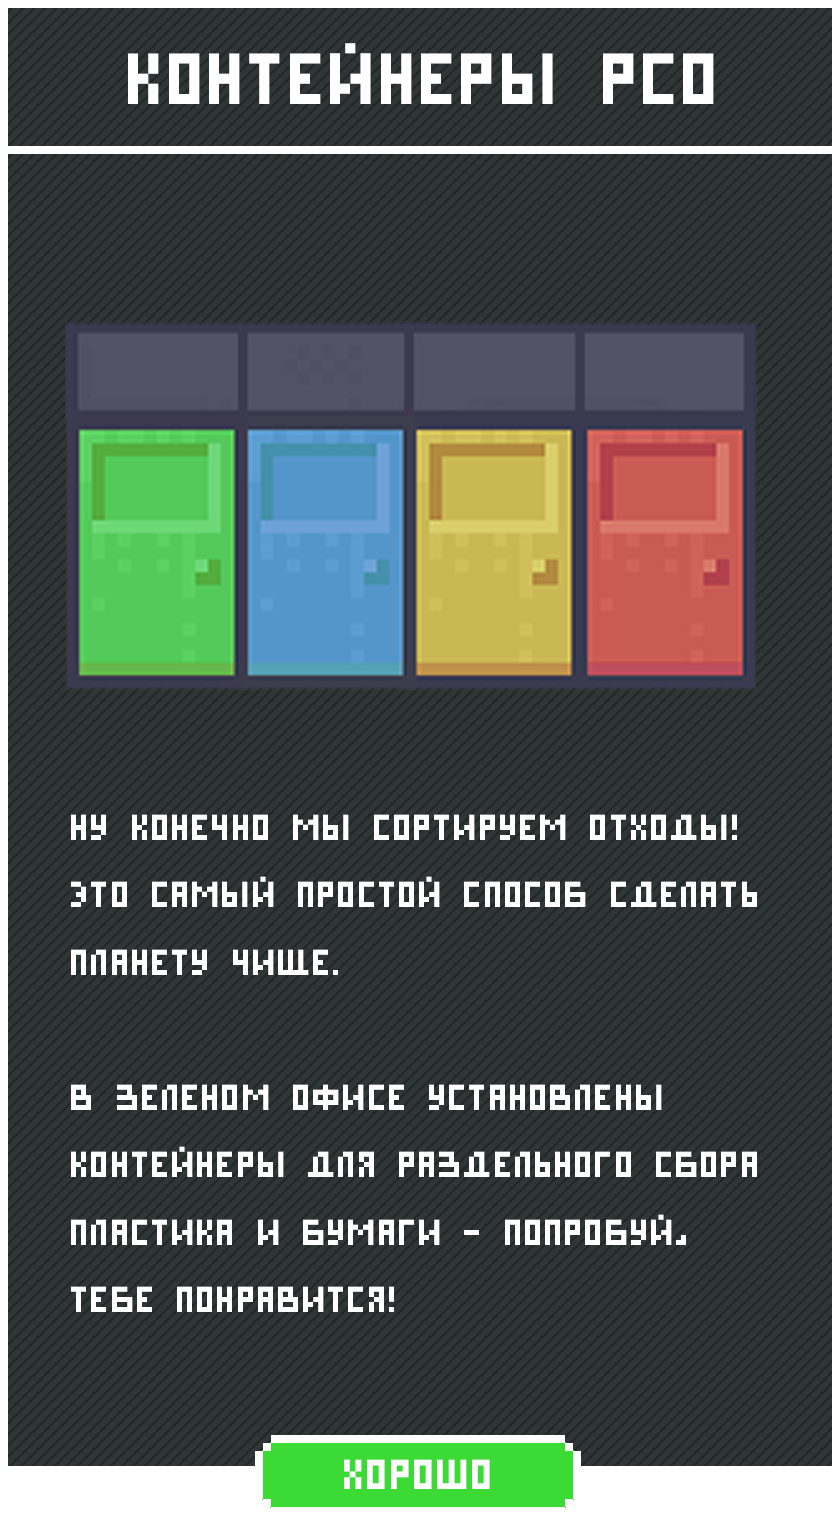 КОНТЕЙНЕРЫ РСО
НУ КОНЕЧНО МЫ СОРТИРУЕМ ОТХОДЫ!
ЭТО САМЫЙ ПРОСТОЙ СПОСОБ СДЕЛАТЬ
ПЛАНЕТУ ЧИЩЕ.
В ЗЕЛЕНОМ ОФИСЕ УСТАНОВЛЕНЫ
КОНТЕЙНЕРЫ ДЛЯ РАЗДЕЛЬНОГО СБОРА
ПЛАСТИКА И БУМАГИ - ПОПРОБУЙ,
ТЕБЕ ПОНРАВИТСЯ!
ХОРОШО